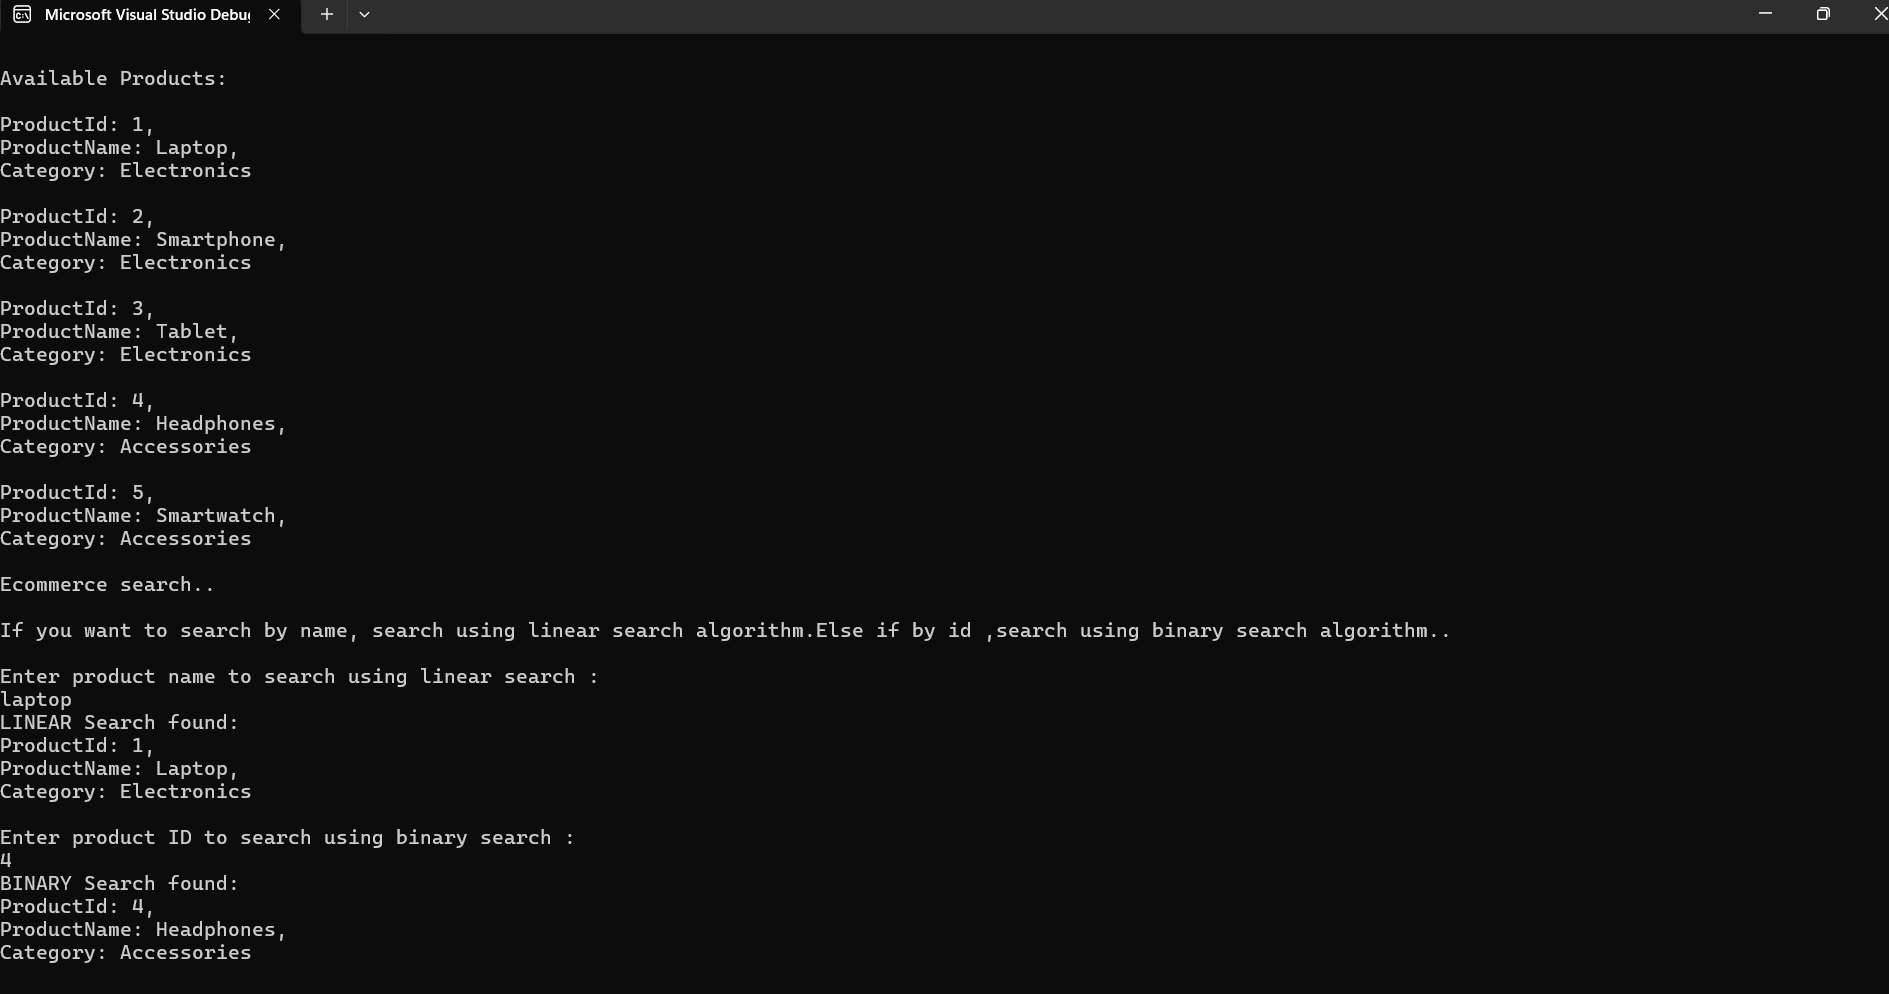 Microsoft Visual Studio Debug
Available Products:
ProductId: 1,
ProductName: Laptop,
Category: Electronics
ProductId: 2,
ProductName: Smartphone,
Category: Electronics
ProductId: 3,
ProductName: Tablet,
Category: Electronics
ProductId: 4,
ProductName: Headphones,
Category: Accessories
ProductId: 5,
ProductName: Smartwatch,
Category: Accessories
Ecommerce search..
If you want to search by name, search using linear search algorithm.Else if by id ,search using binary search algorithm..
Enter product name to search using linear search :
laptop
LINEAR Search found:
ProductId: 1,
ProductName: Laptop,
Category: Electronics
Enter product ID to search using binary search :
4
BINARY Search found:
ProductId: 4,
ProductName: Headphones,
Category: Accessories